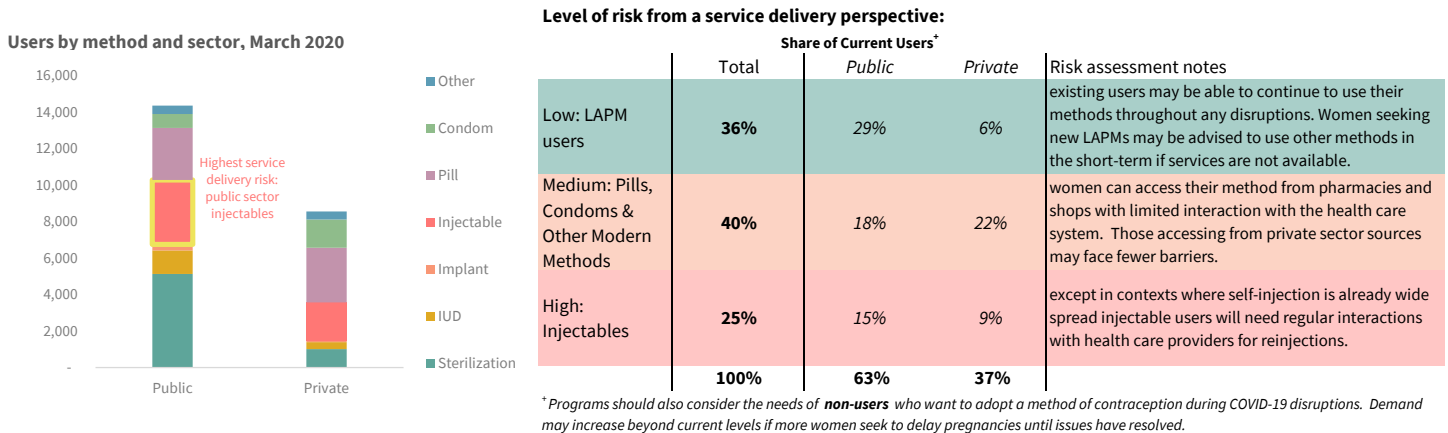 Level of risk from a service delivery perspective:
Users by method and sector, March 2020
16,000
14,000
12,000
10,000
8,000
6,000
4,000
2,000
-
Public
Private
Highest service
delivery risk:
public sector
injectables
Other
Condom
Pill
Injectable
Implant
IUD
Sterilization
Share of Current Users+
Total Public Private Risk assessment notes
Low: LAPM
users
36% 29% 6%
existing users may be able to continue to use their
methods throughout any disruptions. Women seeking
new LAPMs may be advised to use other methods in
the short-term if services are not available.
Medium: Pills,
Condoms &
Other Modern
Methods
40% 18% 22%
women can access their method from pharmacies and
shops with limited interaction with the health care
system. Those accessing from private sector sources
may face fewer barriers.
High:
Injectables
25% 15% 9%
except in contexts where self-injection is already wide
spread injectable users will need regular interactions
with health care providers for reinjections.
100% 63% 37%
+Programs should also consider the needs of non-users who want to adopt a method of contraception during COVID-19 disruptions. Demand
may increase beyond current levels if more women seek to delay pregnancies until issues have resolved.